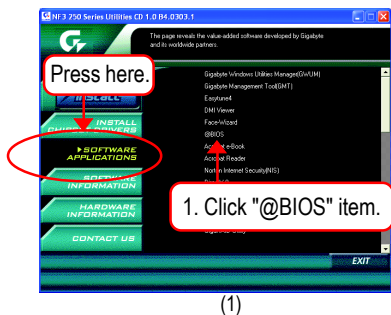 NF3 250 Series Utilities CD 1.0 B4.0303.1
The page reveals the value-added software developed by Gigabyte
and its worldwide partners.
Press here.
INSTALL
CHIPSET DRIVERS
SOFTWARE
APPLICATIONS
SOFTWARE
INFORMATION
HARDWARE
INFORMATION
CONTACT US
Gigabyte Windows Utilities Manager(GWUM)
Gigabyte Management Tool(GMT)
Easytune4
DMI Viewer
Face-Wizard
@BIOS
Acrobat e-Book
Acrobat Reader
Norton Internet Security(NIS)
1. Click "@BIOS" item.
EXIT
(1)